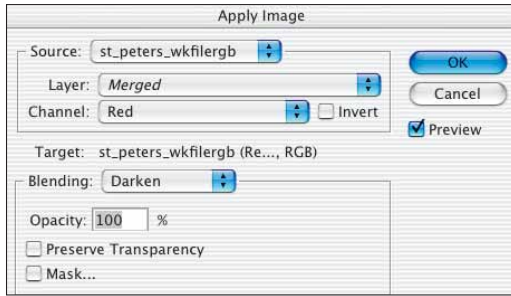 Apply Image
Source: st_peters_wkfilergb
OK
Layer: Merged
Cancel
Channel: Red
Invert
Preview
Target: st_peters_wkfilergb (Re..., RGB)
Blending: Darken
Opacity: 100 %
Preserve Transparency
Mask...